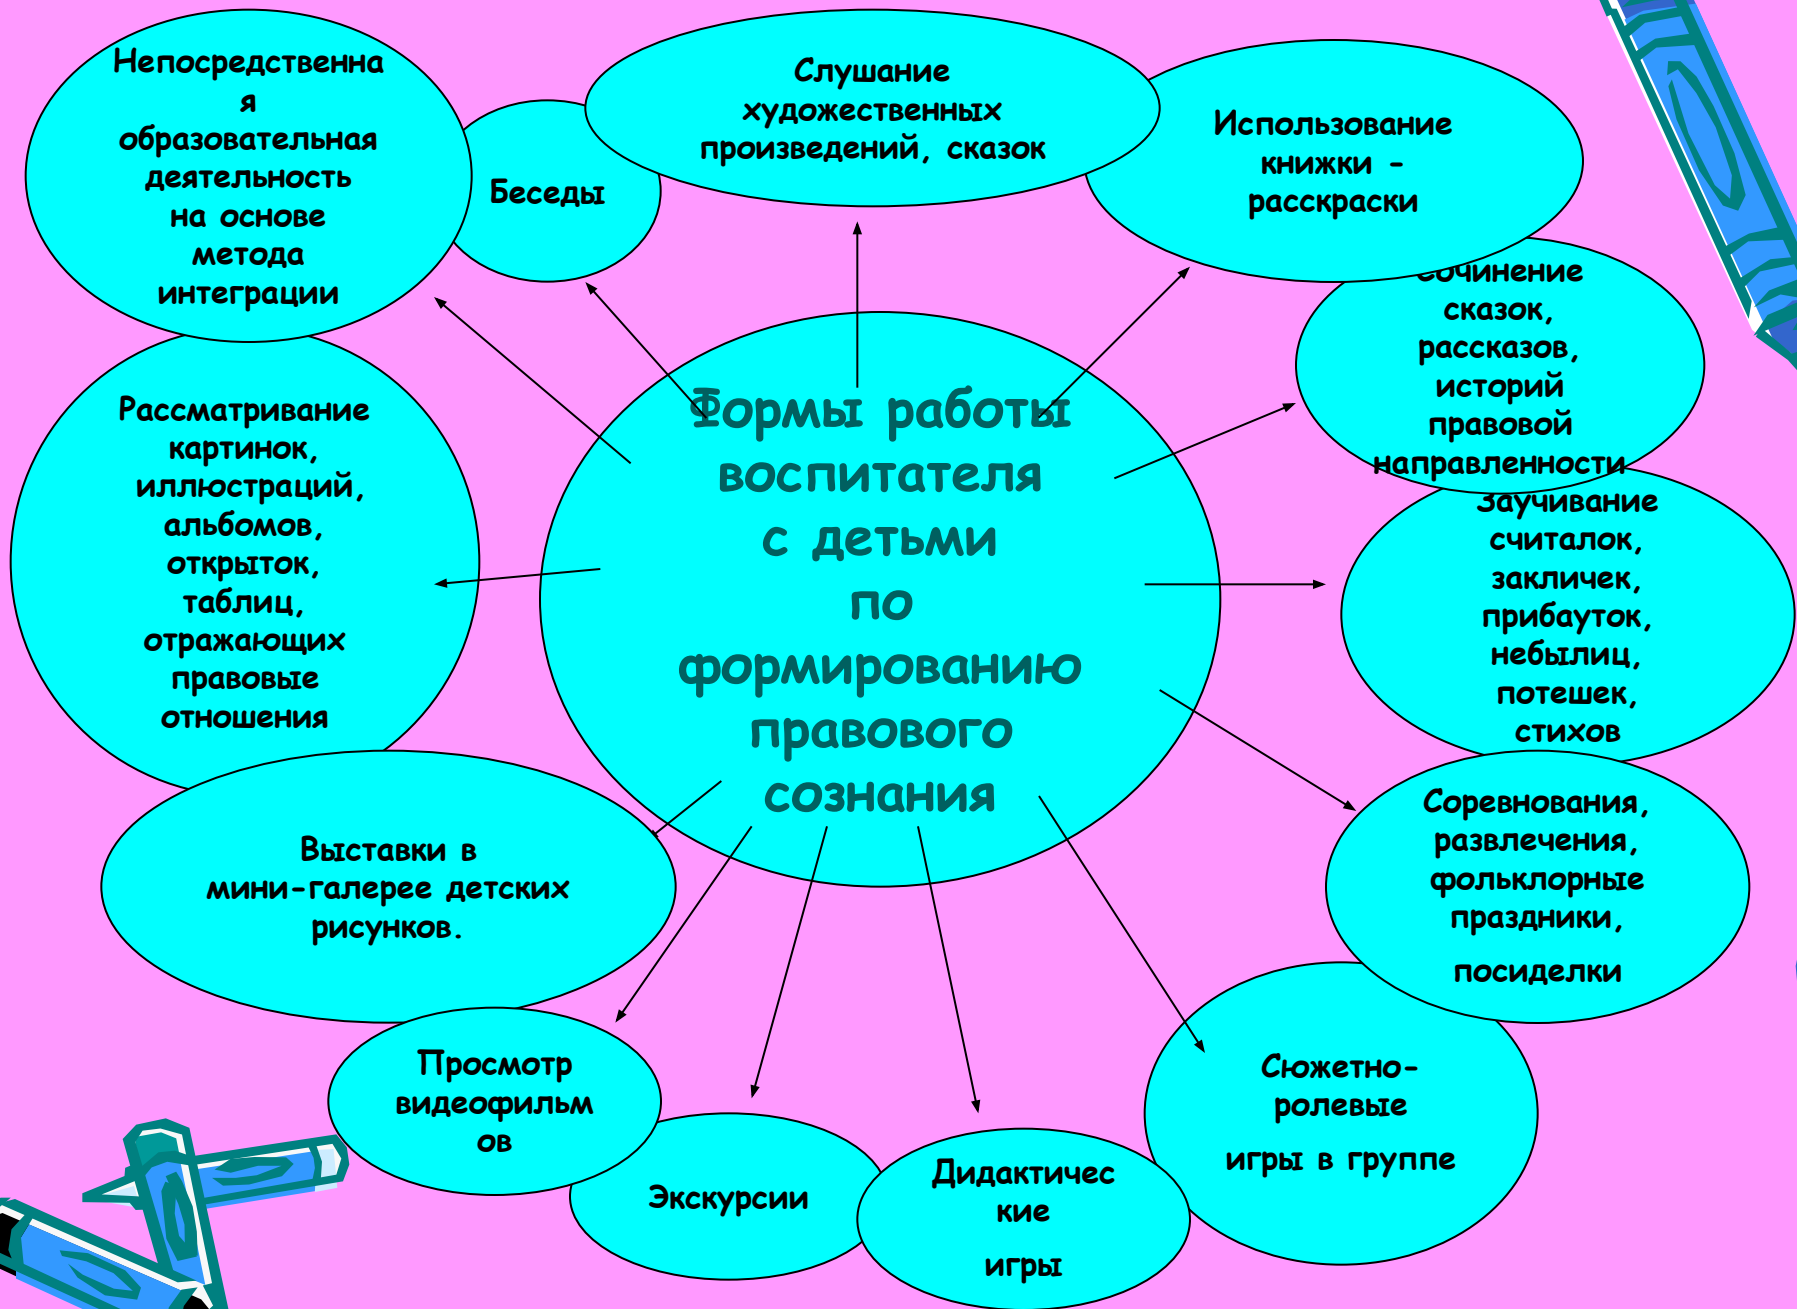 Непосредственна
я
образовательная
деятельность
на основе
метода
интеграции
Беседы
Слушание
художественных
произведений, сказок
Использование
книжки -
расскраски
Сочинение
сказок,
рассказов,
историй
правовой
направленности
Заучивание
считалок,
закличек,
прибауток,
небылиц,
потешек,
стихов
Соревнования,
развлечения,
фольклорные
праздники,
посиделки
Сюжетно-
ролевые
игры в группе
Дидактичес
кие
игры
Экскурсии
Просмотр
видеофильм
ов
Выставки в
мини-галерее детских
рисунков.
Рассматривание
картинок,
иллюстраций,
альбомов,
открыток,
таблиц,
отражающих
правовые
отношения
Формы работы
воспитателя
с детьми
по
формированию
правового
сознания